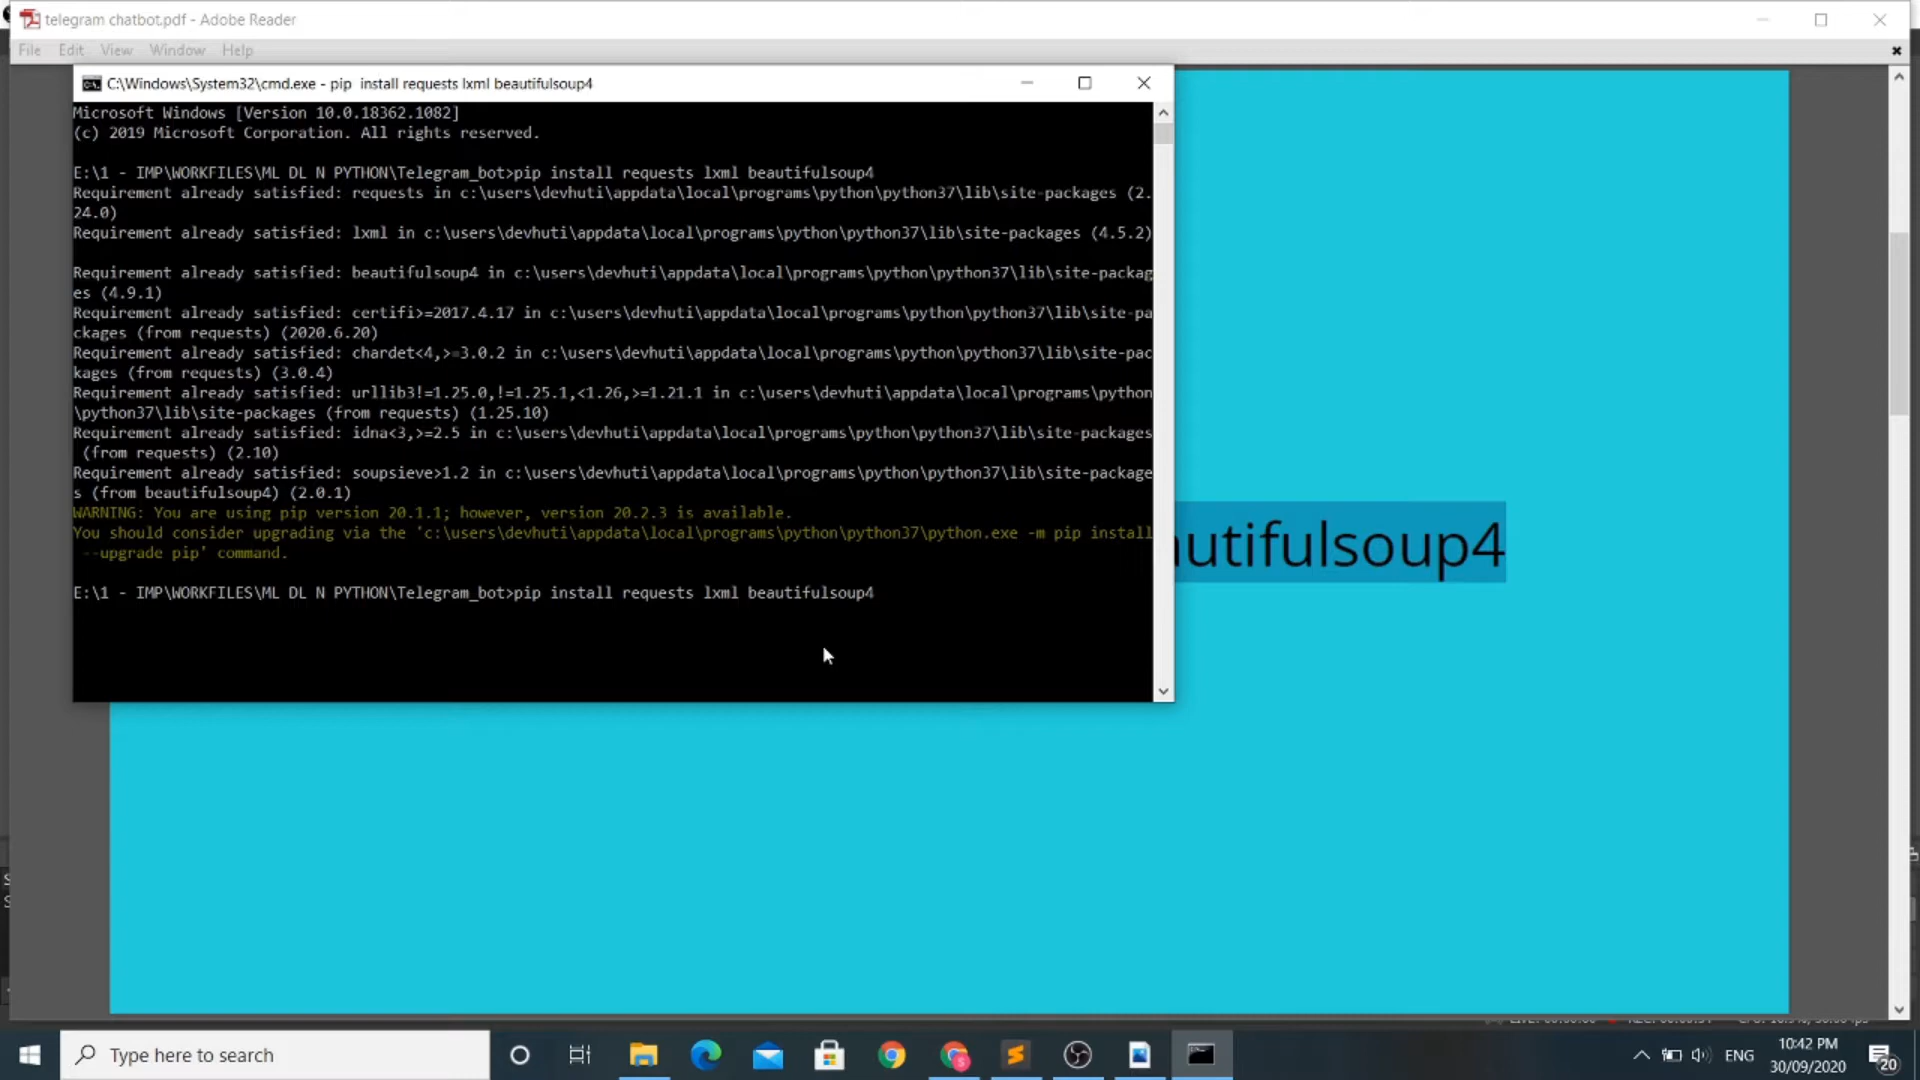 telegram chatbot.pdf - Adobe Reader
File Edit View Window Help
C:\Windows\System32\cmd.exe - pip  install requests lxml beautifulsoup4
Microsoft Windows [Version 10.0.18362.1082]
(c) 2019 Microsoft Corporation. All rights reserved.
E:\1 - IMP\WORKFILES\ML DL N PYTHON\Telegram_bot>pip install requests lxml beautifulsoup4
Requirement already satisfied: requests in c:\users\devhuti\appdata\local\programs\python\python37\lib\site-packages (2.
24.0)
Requirement already satisfied: lxml in c:\users\devhuti\appdata\local\programs\python\python37\lib\site-packages (4.5.2)
Requirement already satisfied: beautifulsoup4 in c:\users\devhuti\appdata\local\programs\python\python37\lib\site-packag
es (4.9.1)
Requirement already satisfied: certifi>=2017.4.17 in c:\users\devhuti\appdata\local\programs\python\python37\lib\site-pa
ckages (from requests) (2020.6.20)
Requirement already satisfied: chardet<4,>=3.0.2 in c:\users\devhuti\appdata\local\programs\python\python37\lib\site-pac
kages (from requests) (3.0.4)
Requirement already satisfied: urllib3!=1.25.0,!=1.25.1,<1.26,>=1.21.1 in c:\users\devhuti\appdata\local\programs\python
\python37\lib\site-packages (from requests) (1.25.10)
Requirement already satisfied: idna<3,>=2.5 in c:\users\devhuti\appdata\local\programs\python\python37\lib\site-packages
(from requests) (2.10)
Requirement already satisfied: soupsieve>1.2 in c:\users\devhuti\appdata\local\programs\python\python37\lib\site-package
s (from beautifulsoup4) (2.0.1)
WARNING: You are using pip version 20.1.1; however, version 20.2.3 is available.
You should consider upgrading via the 'c:\users\devhuti\appdata\local\programs\python\python37\python.exe -m pip install
--upgrade pip' command.
E:\1 - IMP\WORKFILES\ML DL N PYTHON\Telegram_bot>pip install requests lxml beautifulsoup4
autifulsoup4
Type here to search
ENG
10:42 PM
30/09/2020
20